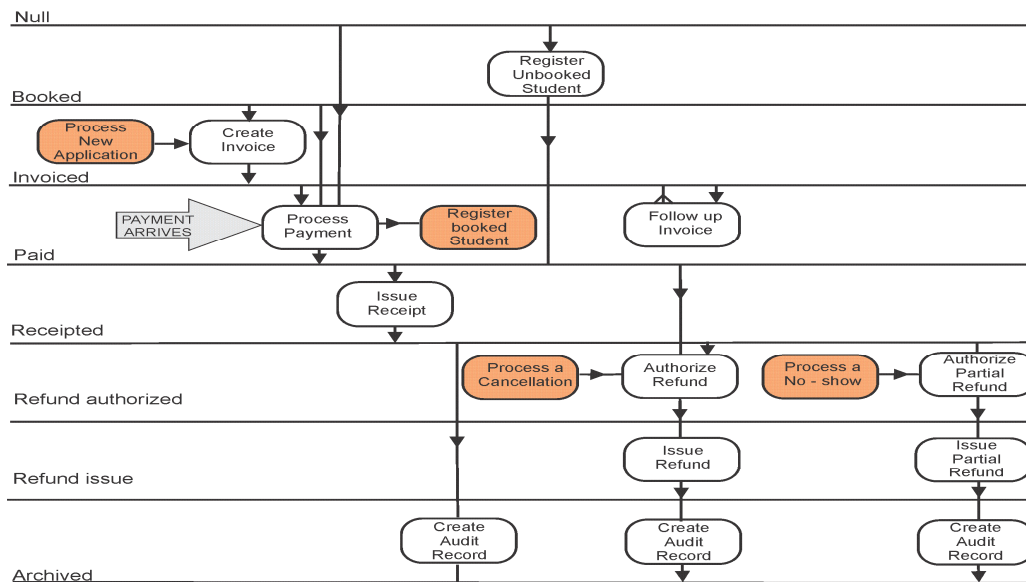 Null
Register
Unbooked
Student
Booked
Process
New
Application
Create
Invoice
Invoiced
PAYMENT
ARRIVES
Process
Payment
Register
booked
Student
Follow up
Invoice
Paid
Issue
Receipt
Receipted
Process a
Cancellation
Authorize
Refund
Process a
No - show
Authorize
Partial
Refund
Refund authorized
Issue
Refund
Issue
Partial
Refund
Refund issue
Create
Audit
Record
Create
Audit
Record
Create
Audit
Record
Archived